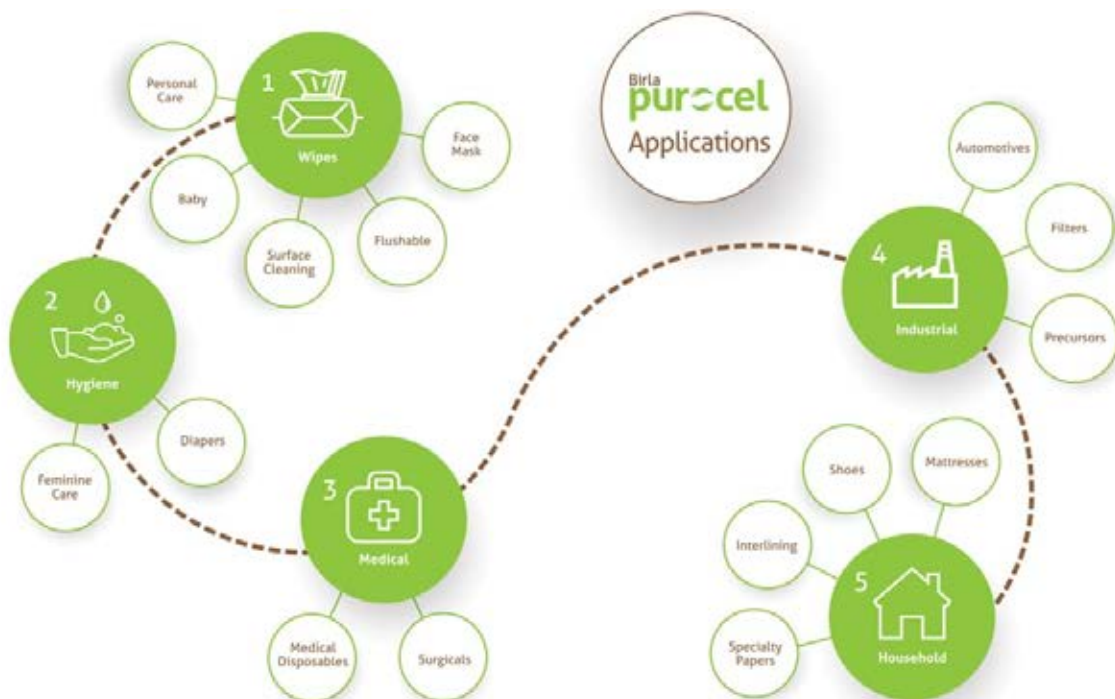 Birla
purocel
Applications
1
Wipes
Personal
Care
Baby
Surface
Cleaning
Flushable
Face
Mask
2
Hygiene
Feminine
Care
Diapers
3
Medical
Medical
Disposables
Surgicals
4
Industrial
Automotives
Filters
Precursors
5
Household
Specialty
Papers
Interlining
Shoes
Mattresses